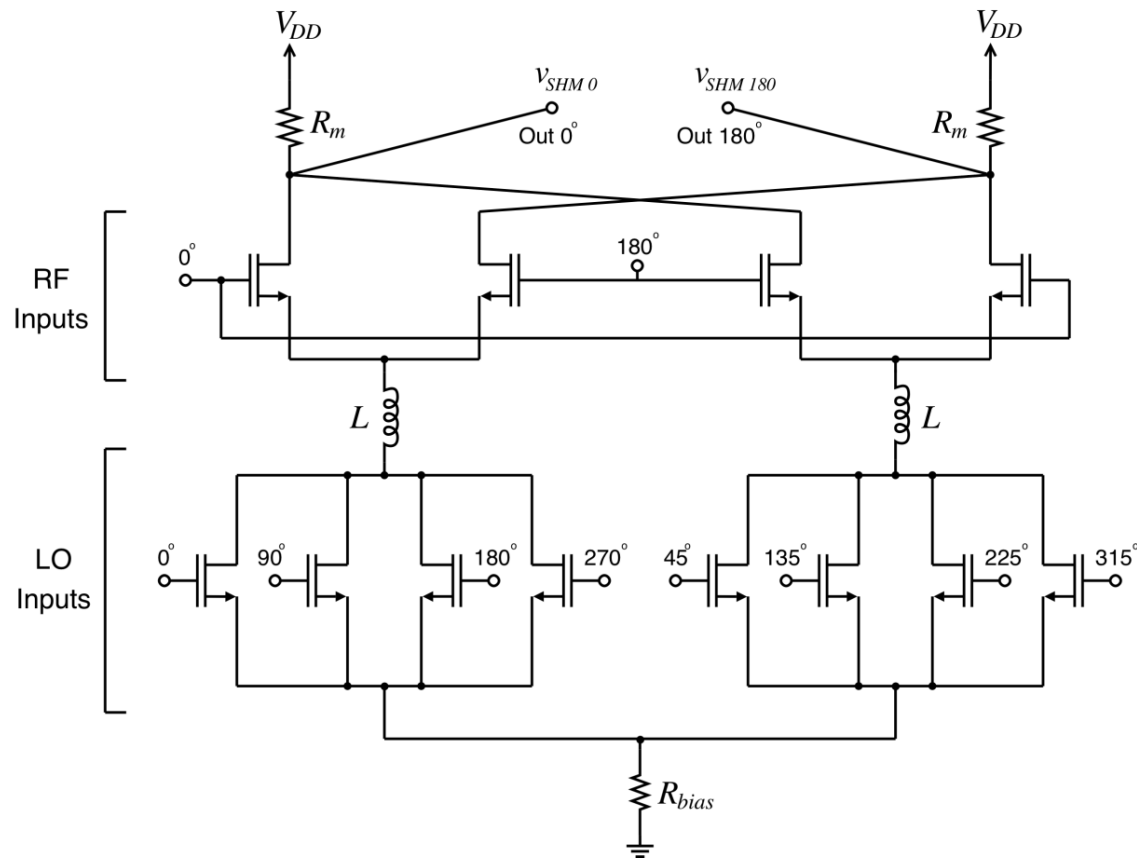 V_DD V_DD
v_SHM 0 v_SHM 180
R_m Out 0° Out 180° R_m
0° 180°
RF
Inputs
L L
LO
Inputs
0° 90° 180° 270° 45° 135° 225° 315°
R_bias